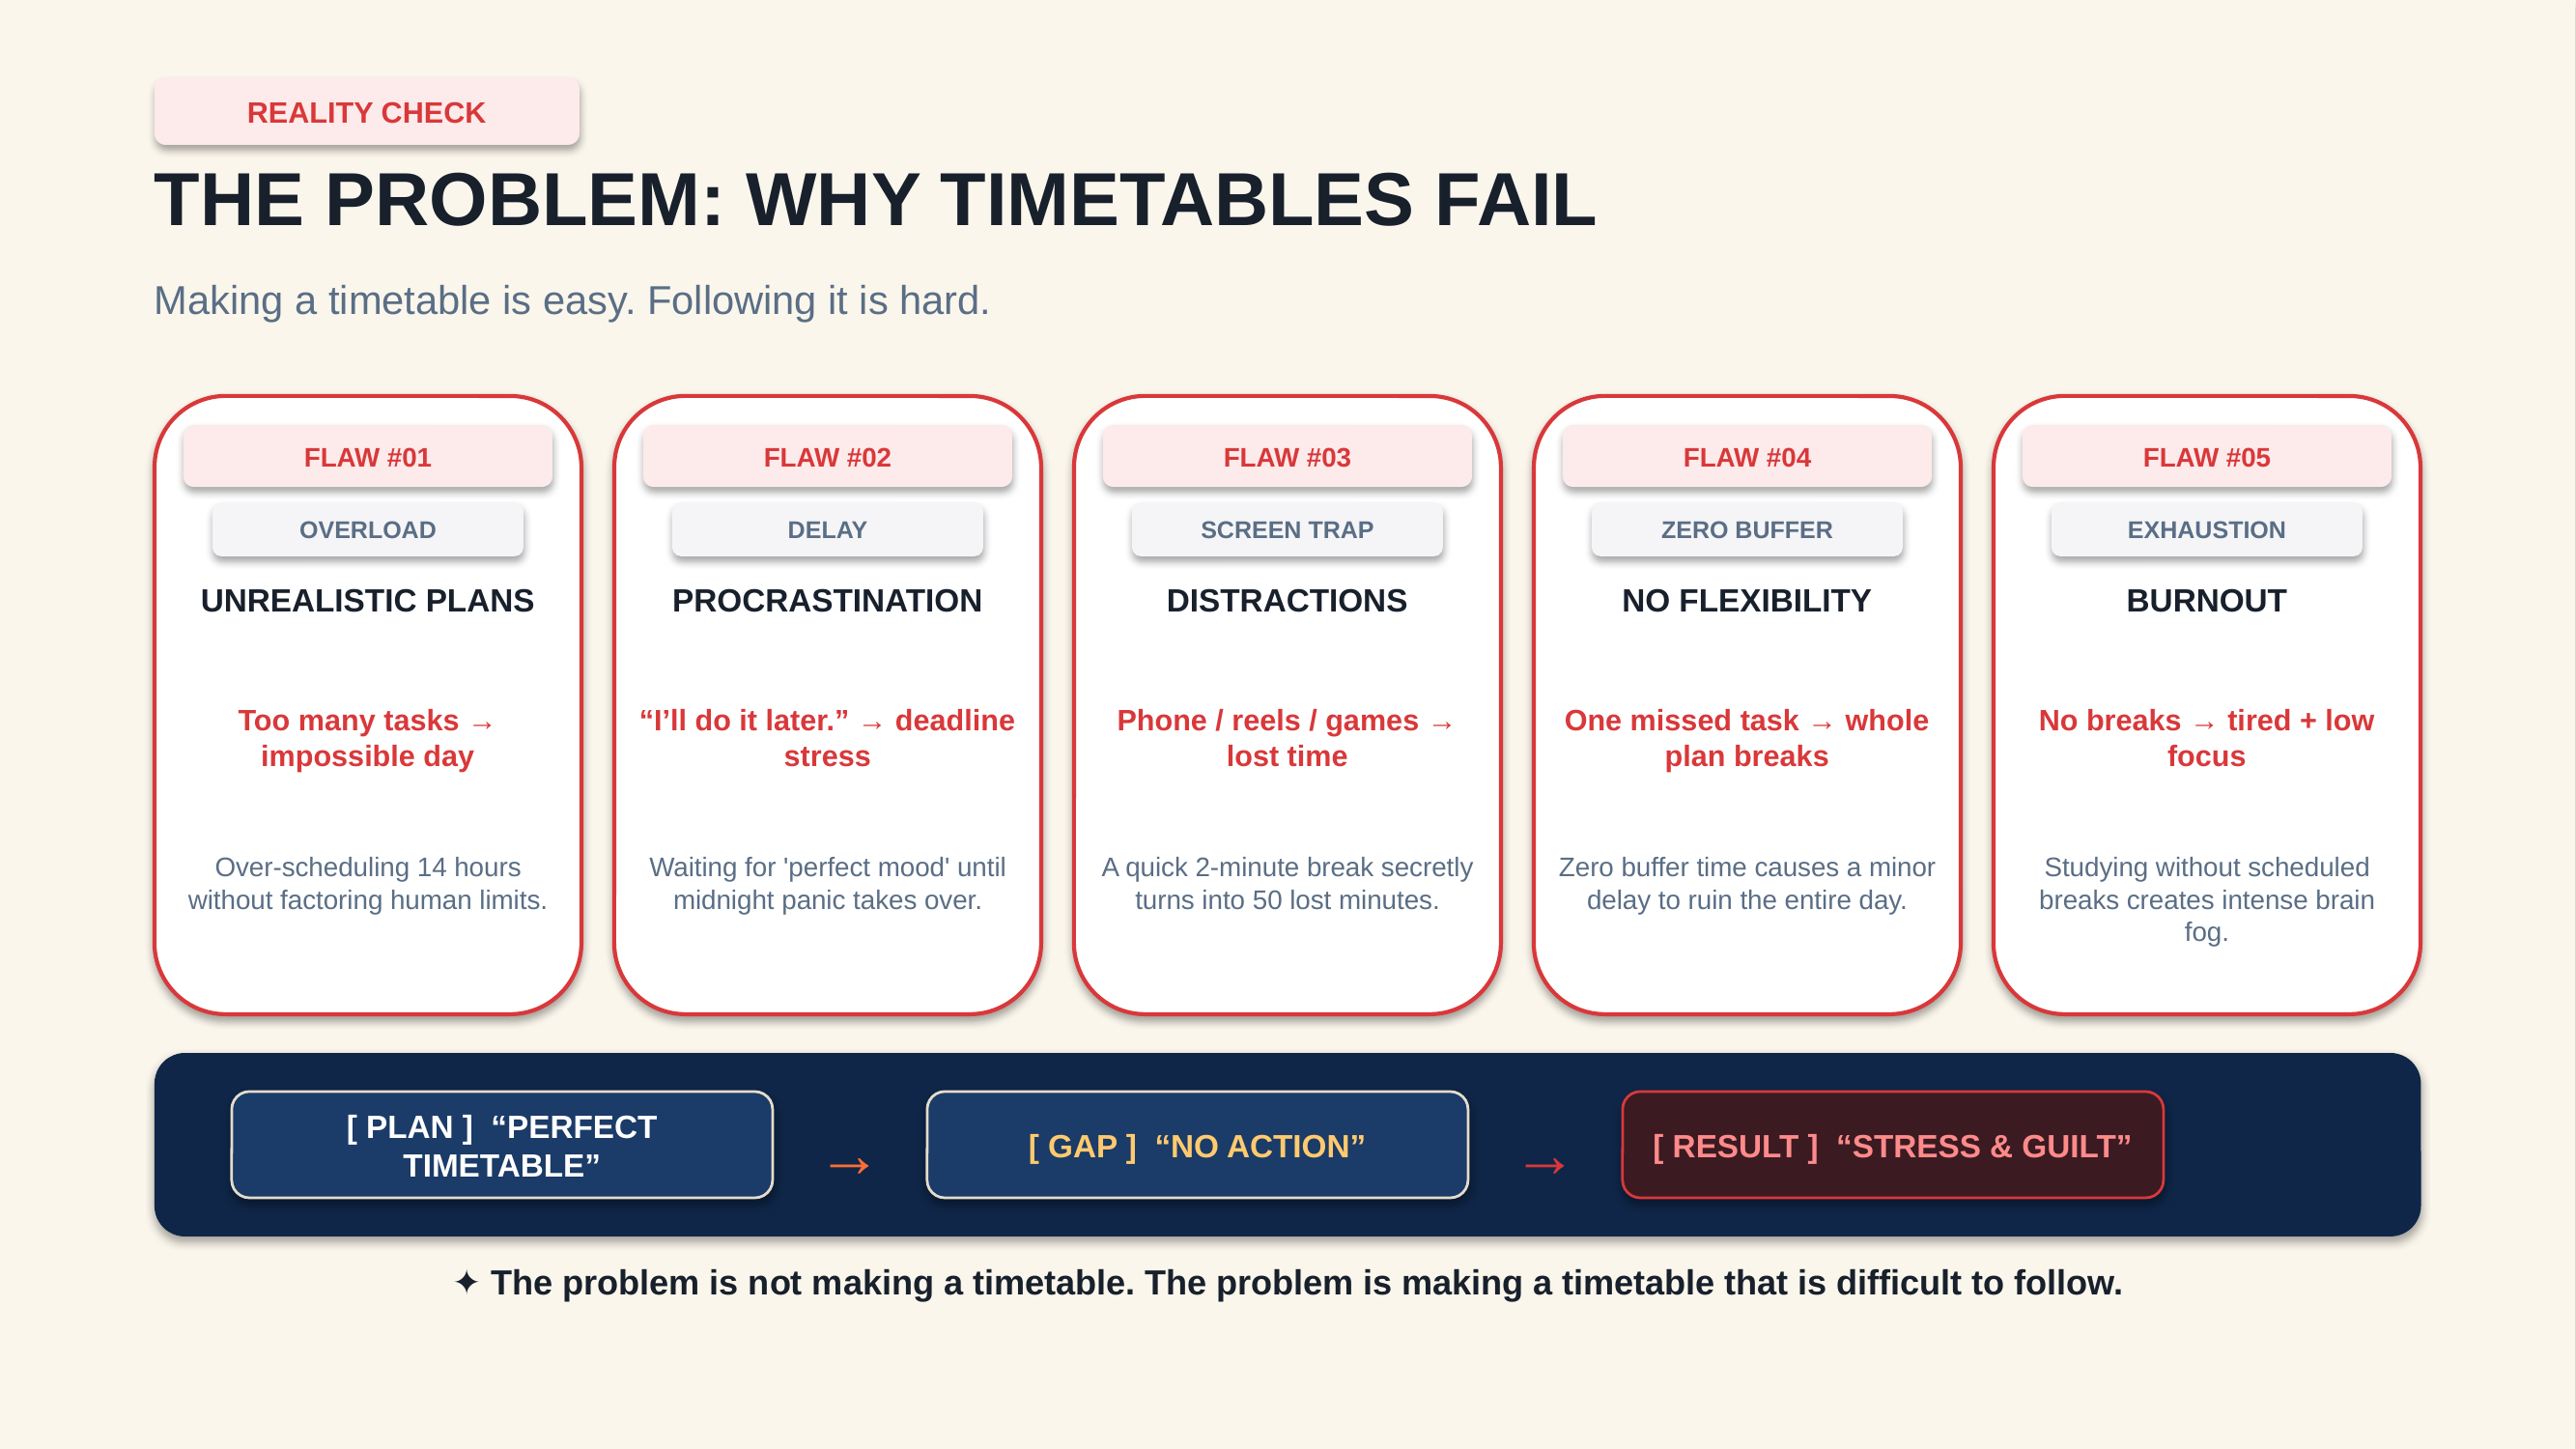 REALITY CHECK
THE PROBLEM: WHY TIMETABLES FAIL
Making a timetable is easy. Following it is hard.
FLAW #01
OVERLOAD
UNREALISTIC PLANS
Too many tasks →
impossible day
Over-scheduling 14 hours
without factoring human limits.
FLAW #02
DELAY
PROCRASTINATION
“I’ll do it later.” → deadline
stress
Waiting for 'perfect mood' until
midnight panic takes over.
FLAW #03
SCREEN TRAP
DISTRACTIONS
Phone / reels / games →
lost time
A quick 2-minute break secretly
turns into 50 lost minutes.
FLAW #04
ZERO BUFFER
NO FLEXIBILITY
One missed task → whole
plan breaks
Zero buffer time causes a minor
delay to ruin the entire day.
FLAW #05
EXHAUSTION
BURNOUT
No breaks → tired + low
focus
Studying without scheduled
breaks creates intense brain
fog.
[ PLAN ] “PERFECT
TIMETABLE”
→
[ GAP ] “NO ACTION”
→
[ RESULT ] “STRESS & GUILT”
✦ The problem is not making a timetable. The problem is making a timetable that is difficult to follow.